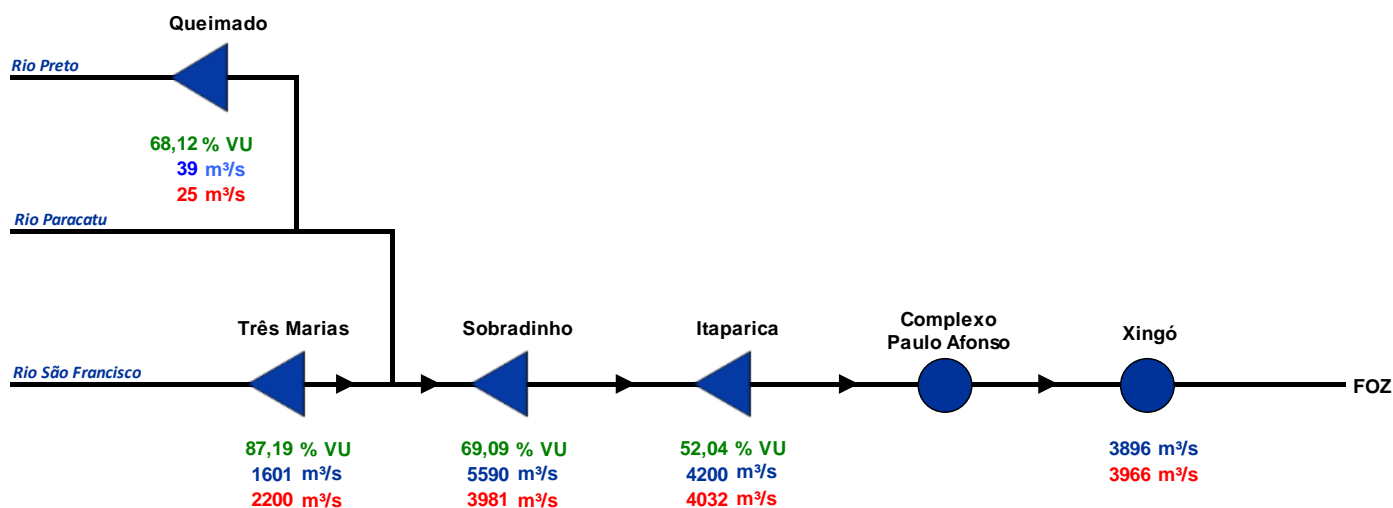 Queimado
Rio Preto
68,12 % VU
39 m³/s
25 m³/s
Rio Paracatu
Três Marias
Sobradinho
Itaparica
Complexo
Paulo Afonso
Xingó
Rio São Francisco
FOZ
87,19 % VU
1601 m³/s
2200 m³/s
69,09 % VU
5590 m³/s
3981 m³/s
52,04 % VU
4200 m³/s
4032 m³/s
3896 m³/s
3966 m³/s